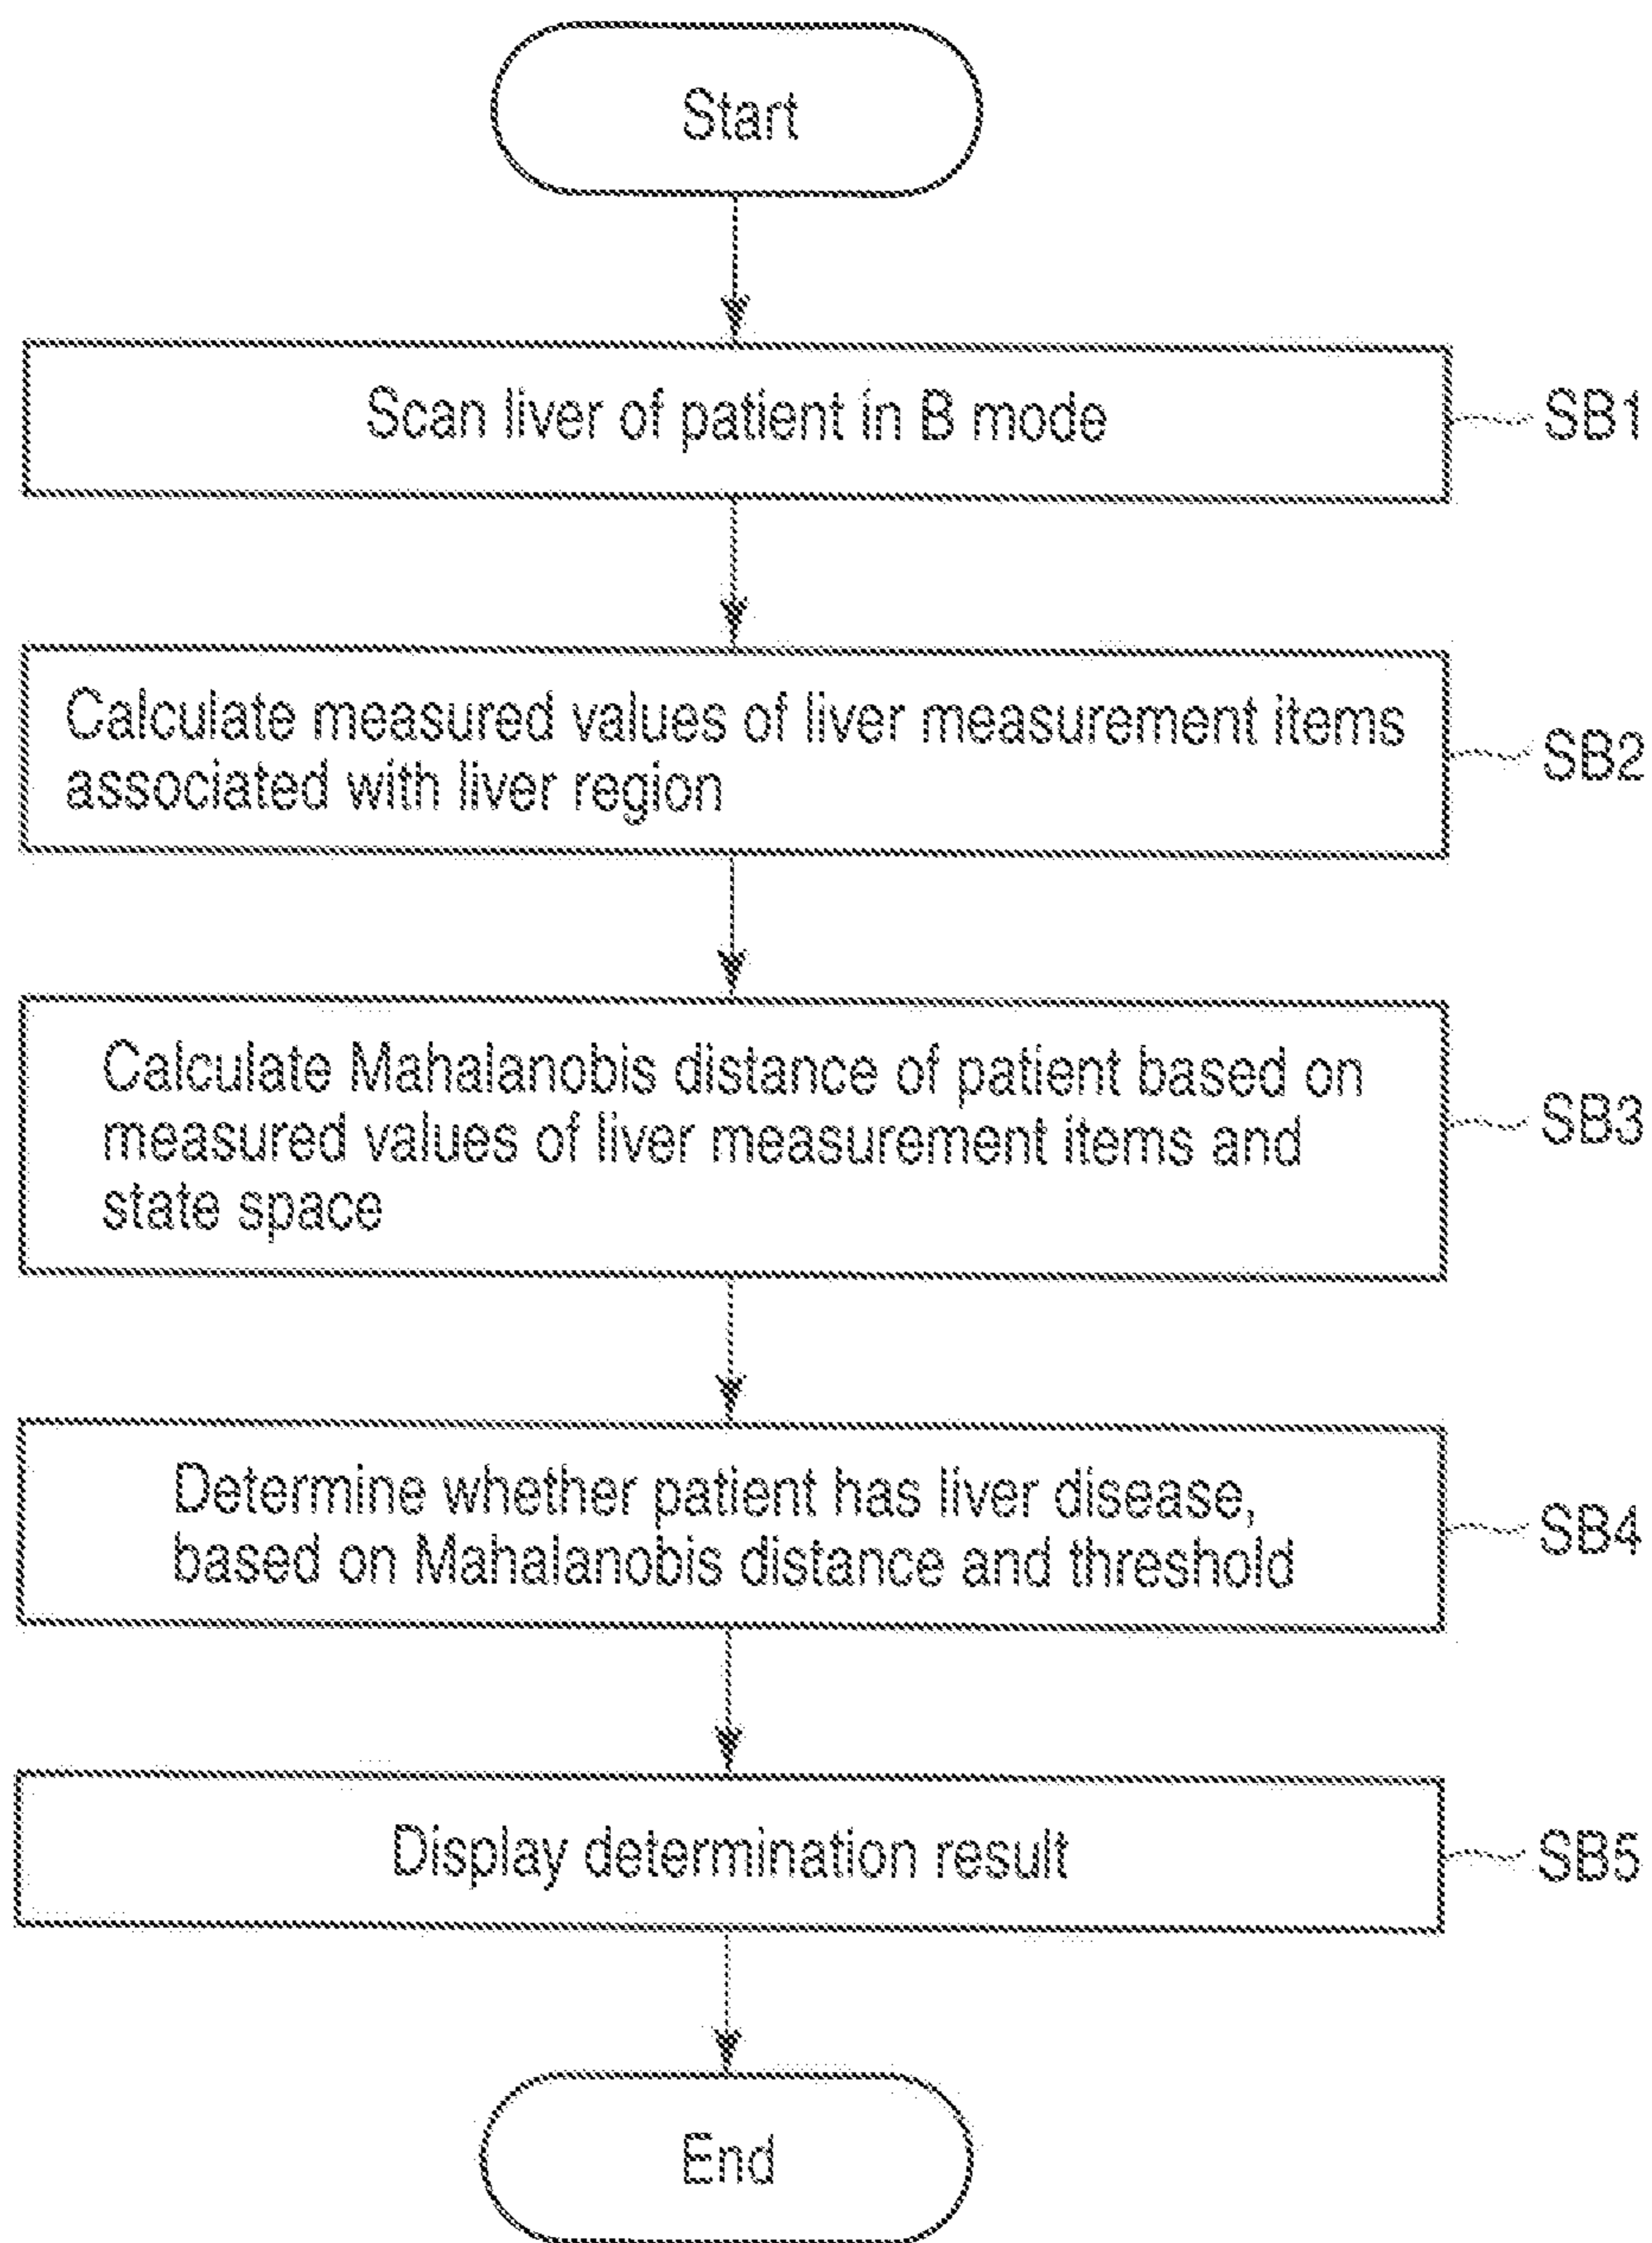 Start
Scan liver of patient in B mode
SB1
Calculate measured values of liver measurement items
associated with liver region
SB2
Calculate Mahalanobis distance of patient based on
measured values of liver measurement items and
state space
SB3
Determine whether patient has liver disease,
based on Mahalanobis distance and threshold
SB4
Display determination result
SB5
End